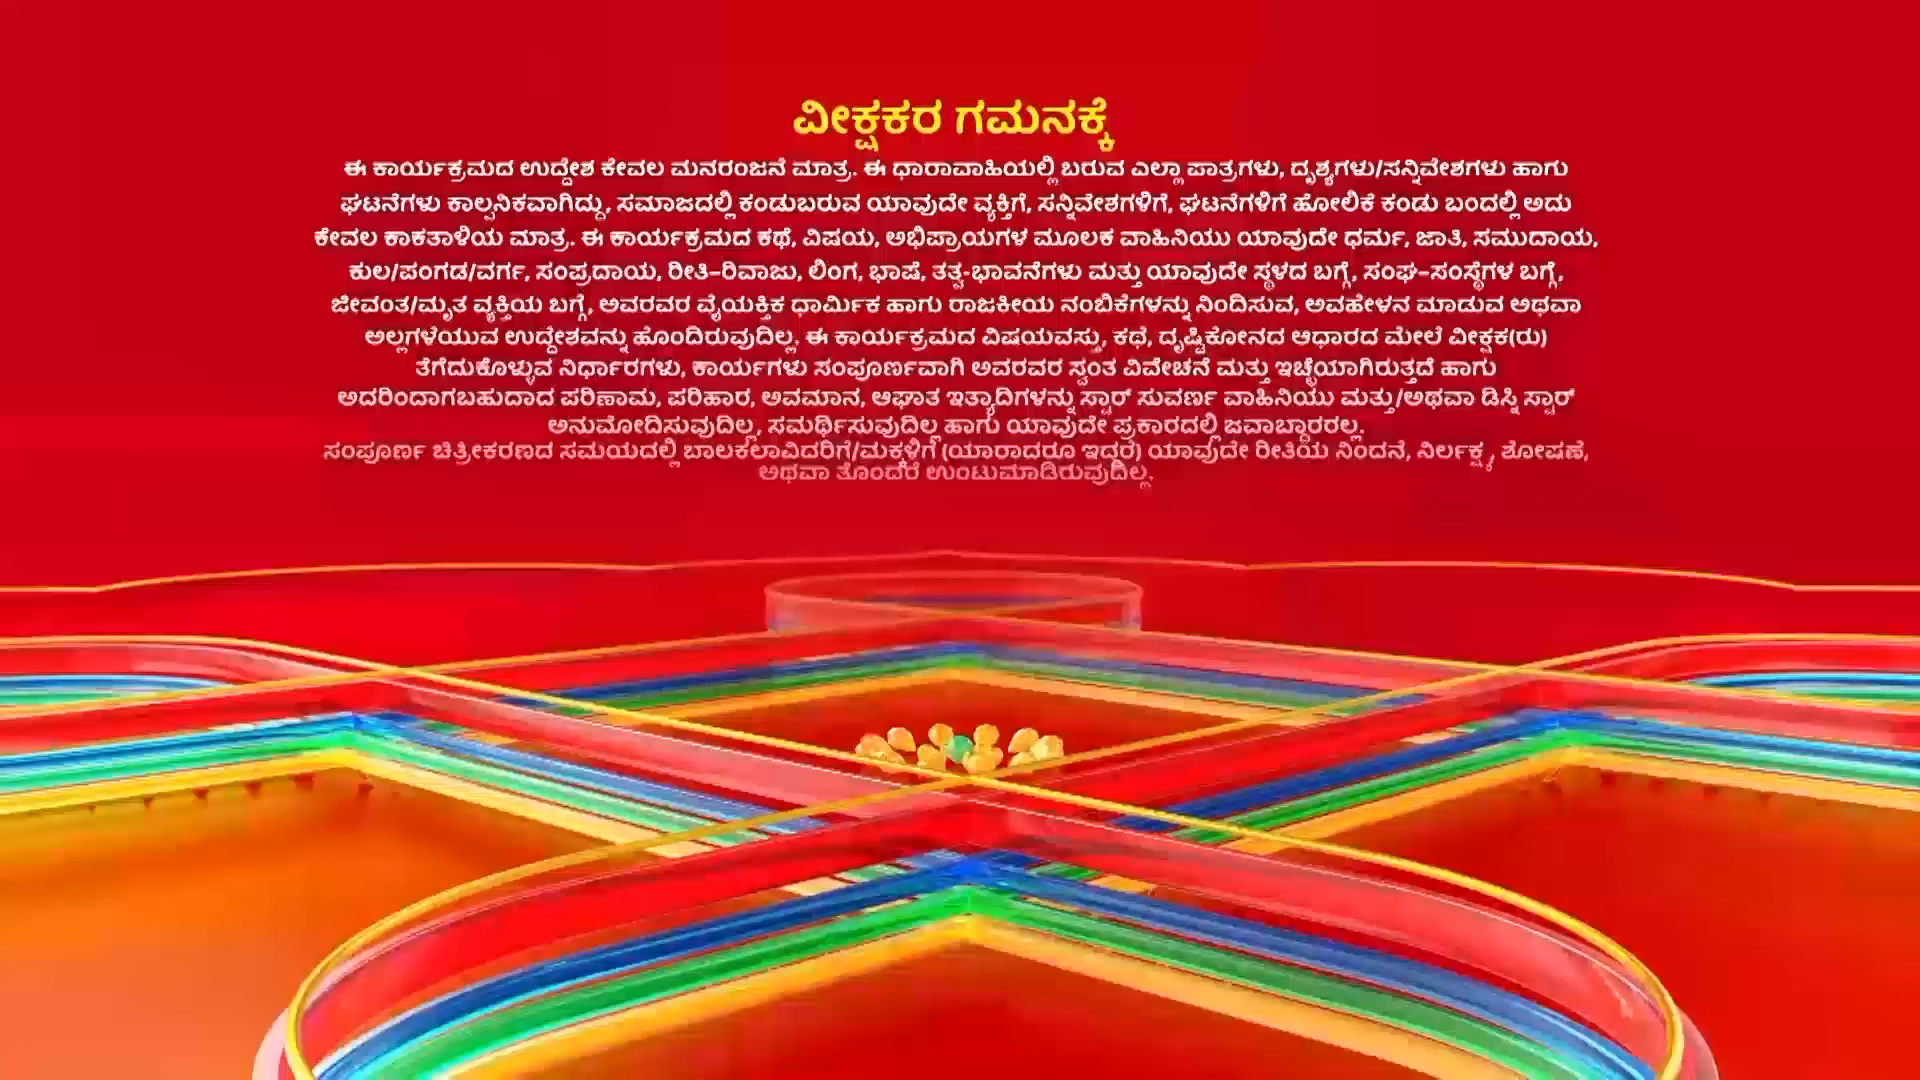 ವೀಕ್ಷಕರ ಗಮನಕ್ಕೆ
ಈ ಕಾರ್ಯಕ್ರಮದ ಉದ್ದೇಶ ಕೇವಲ ಮನರಂಜನೆ ಮಾತ್ರ. ಈ ಧಾರಾವಾಹಿಯಲ್ಲಿ ಬರುವ ಎಲ್ಲಾ ಪಾತ್ರಗಳು, ದೃಶ್ಯಗಳು/ಸನ್ನಿವೇಶಗಳು ಹಾಗು
ಘಟನೆಗಳು ಕಾಲ್ಪನಿಕವಾಗಿದ್ದು, ಸಮಾಜದಲ್ಲಿ ಕಂಡುಬರುವ ಯಾವುದೇ ವ್ಯಕ್ತಿಗೆ, ಸನ್ನಿವೇಶಗಳಿಗೆ, ಘಟನೆಗಳಿಗೆ ಹೋಲಿಕೆ ಕಂಡು ಬಂದಲ್ಲಿ ಅದು
ಕೇವಲ ಕಾಕತಾಳಿಯ ಮಾತ್ರ. ಈ ಕಾರ್ಯಕ್ರಮದ ಕಥೆ, ವಿಷಯ, ಅಭಿಪ್ರಾಯಗಳ ಮೂಲಕ ವಾಹಿನಿಯು ಯಾವುದೇ ಧರ್ಮ, ಜಾತಿ, ಸಮುದಾಯ,
ಕುಲ/ಪಂಗಡ/ವರ್ಗ, ಸಂಪ್ರದಾಯ, ರೀತಿ-ರಿವಾಜು, ಲಿಂಗ, ಭಾಷೆ, ತತ್ವ-ಭಾವನೆಗಳು ಮತ್ತು ಯಾವುದೇ ಸ್ಥಳದ ಬಗ್ಗೆ, ಸಂಘ-ಸಂಸ್ಥೆಗಳ ಬಗ್ಗೆ,
ಜೀವಂತ/ಮೃತ ವ್ಯಕ್ತಿಯ ಬಗ್ಗೆ, ಅವರವರ ವೈಯಕ್ತಿಕ ಧಾರ್ಮಿಕ ಹಾಗು ರಾಜಕೀಯ ನಂಬಿಕೆಗಳನ್ನು ನಿಂದಿಸುವ, ಅವಹೇಳನ ಮಾಡುವ ಅಥವಾ
ಅಲ್ಲಗಳೆಯುವ ಉದ್ದೇಶವನ್ನು ಹೊಂದಿರುವುದಿಲ್ಲ. ಈ ಕಾರ್ಯಕ್ರಮದ ವಿಷಯವಸ್ತು, ಕಥೆ, ದೃಷ್ಟಿಕೋನದ ಆಧಾರದ ಮೇಲೆ ವೀಕ್ಷಕ(ರು)
ತೆಗೆದುಕೊಳ್ಳುವ ನಿರ್ಧಾರಗಳು, ಕಾರ್ಯಗಳು ಸಂಪೂರ್ಣವಾಗಿ ಅವರವರ ಸ್ವಂತ ವಿವೇಚನೆ ಮತ್ತು ಇಚ್ಛೆಯಾಗಿರುತ್ತದೆ ಹಾಗು
ಅದರಿಂದಾಗಬಹುದಾದ ಪರಿಣಾಮ, ಪರಿಹಾರ, ಅವಮಾನ, ಆಘಾತ ಇತ್ಯಾದಿಗಳನ್ನು ಸ್ಟಾರ್ ಸುವರ್ಣ ವಾಹಿನಿಯು ಮತ್ತು/ಅಥವಾ ಡಿಸ್ನಿ ಸ್ಟಾರ್
ಅನುಮೋದಿಸುವುದಿಲ್ಲ, ಸಮರ್ಥಿಸುವುದಿಲ್ಲ ಹಾಗು ಯಾವುದೇ ಪ್ರಕಾರದಲ್ಲಿ ಜವಾಬ್ದಾರರಲ್ಲ.
ಸಂಪೂರ್ಣ ಚಿತ್ರೀಕರಣದ ಸಮಯದಲ್ಲಿ ಬಾಲಕಲಾವಿದರಿಗೆ/ಮಕ್ಕಳಿಗೆ (ಯಾರಾದರೂ ಇದ್ದರೆ) ಯಾವುದೇ ರೀತಿಯ ನಿಂದನೆ, ನಿರ್ಲಕ್ಷ್ಯ, ಶೋಷಣೆ,
ಅಥವಾ ತೊಂದರೆ ಉಂಟುಮಾಡಿರುವುದಿಲ್ಲ.